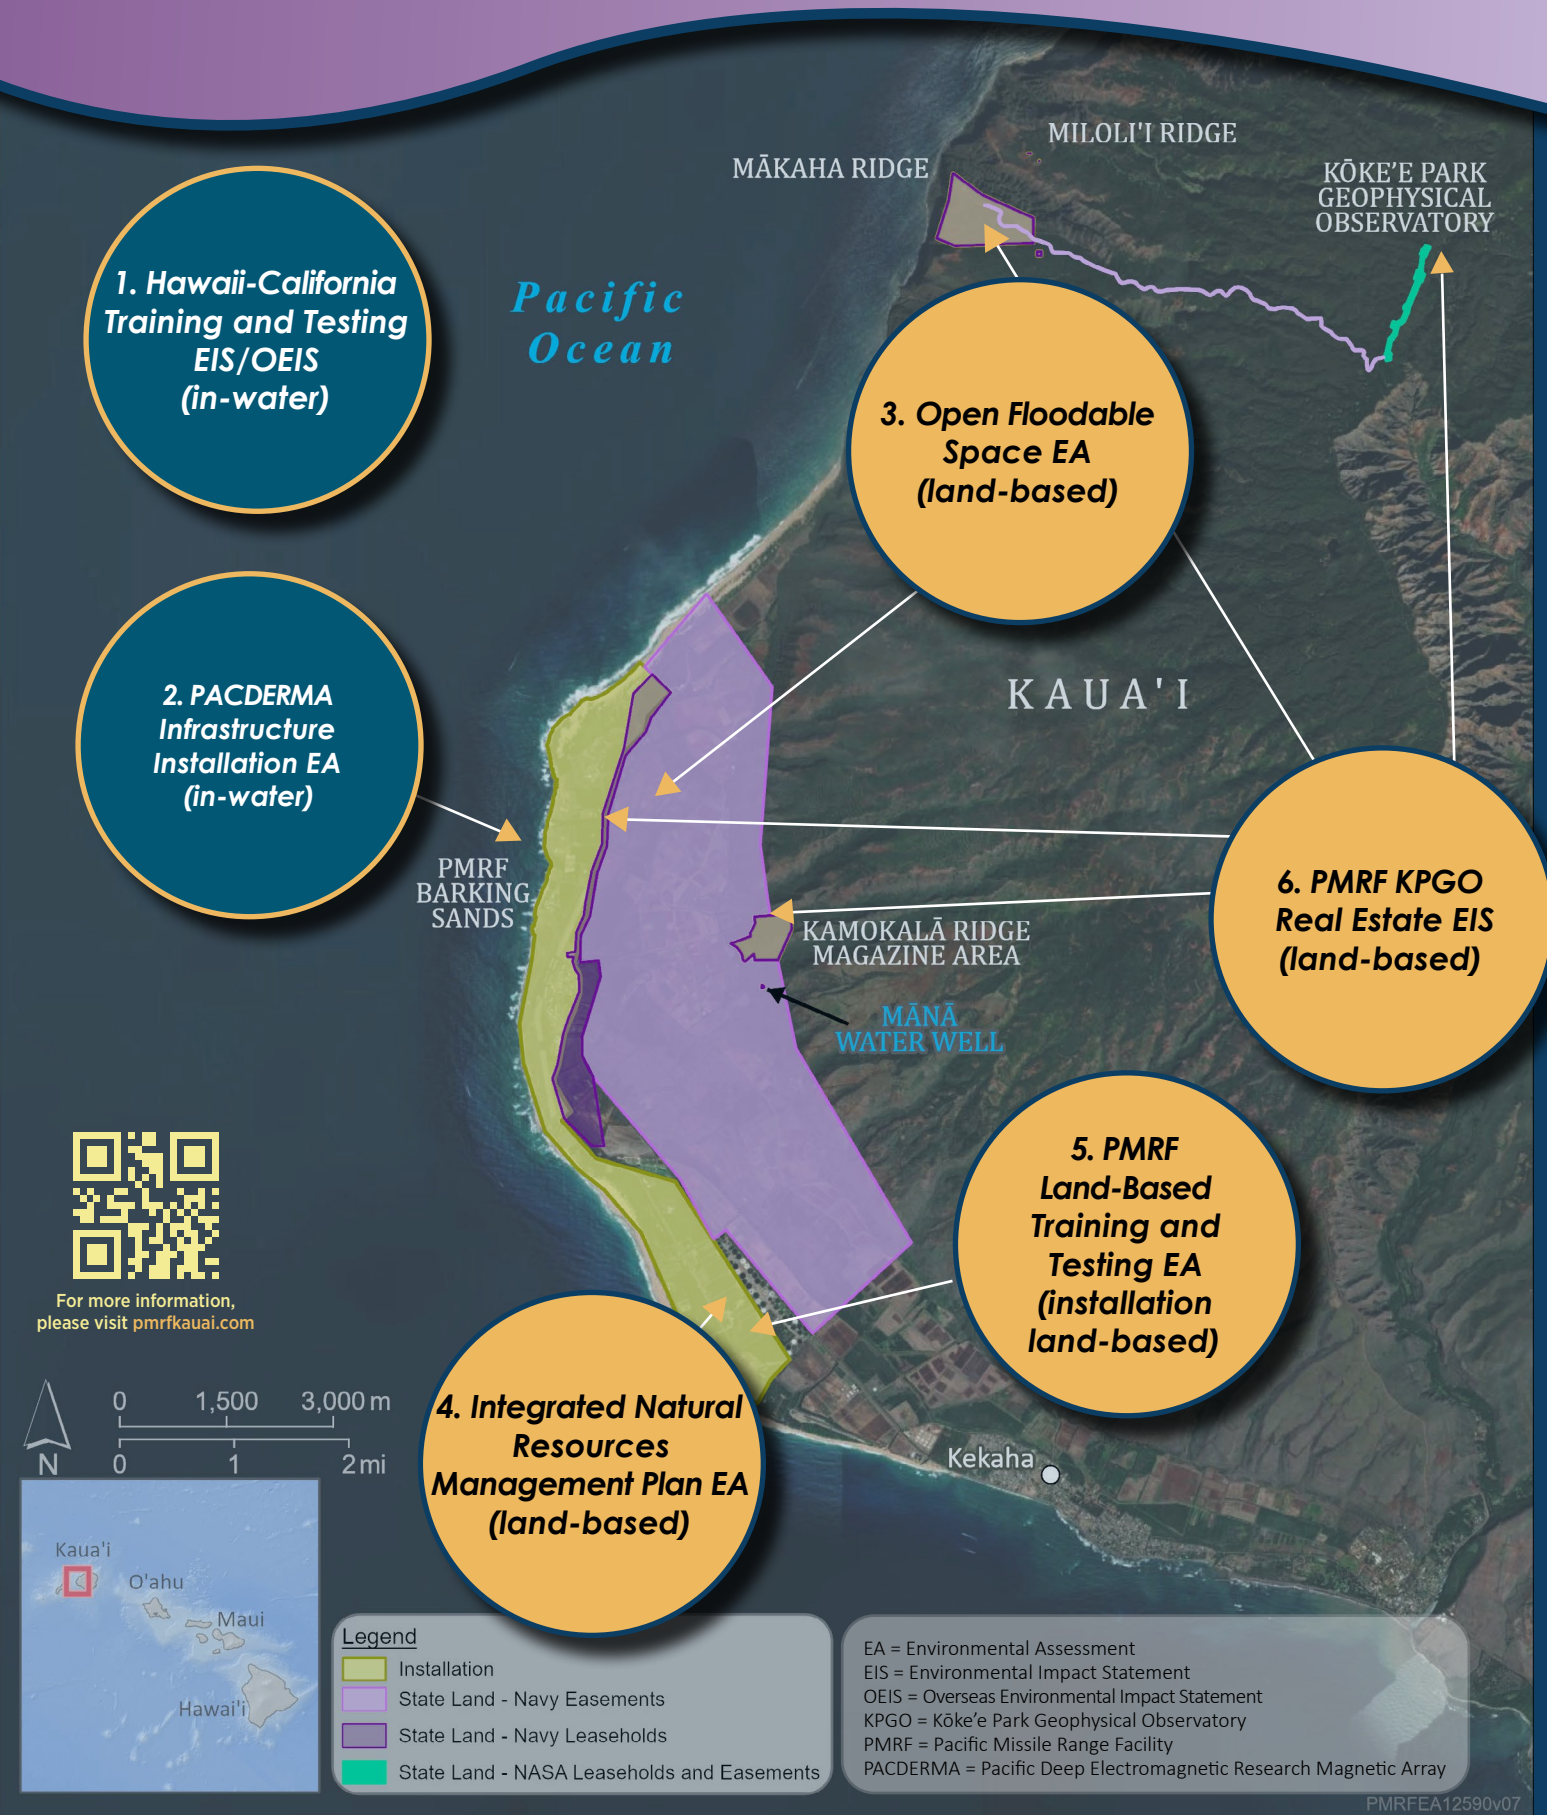 MILOLI'I RIDGE
MĀKAHA RIDGE
KŌKE'E PARK
GEOPHYSICAL
OBSERVATORY
1. Hawaii-California
Training and Testing
EIS/OEIS
(in-water)
Pacific
Ocean
3. Open Floodable
Space EA
(land-based)
2. PACDERMA
Infrastructure
Installation EA
(in-water)
KAUA'I
PMRF
BARKING
SANDS
6. PMRF KPGO
Real Estate EIS
(land-based)
KAMOKALĀ RIDGE
MAGAZINE AREA
MĀNĀ
WATER WELL
5. PMRF
Land-Based
Training and
Testing EA
(installation
land-based)
For more information,
please visit pmrfkauai.com
4. Integrated Natural
Resources
Management Plan EA
(land-based)
0 1,500 3,000 m
N 0 1 2 mi
Kekaha
Kaua'i
O'ahu
Maui
Hawai'i
Legend
Installation
State Land - Navy Easements
State Land - Navy Leaseholds
State Land - NASA Leaseholds and Easements
EA = Environmental Assessment
EIS = Environmental Impact Statement
OEIS = Overseas Environmental Impact Statement
KPGO = Kōke’e Park Geophysical Observatory
PMRF = Pacific Missile Range Facility
PACDERMA = Pacific Deep Electromagnetic Research Magnetic Array
PMRFEA12590v07